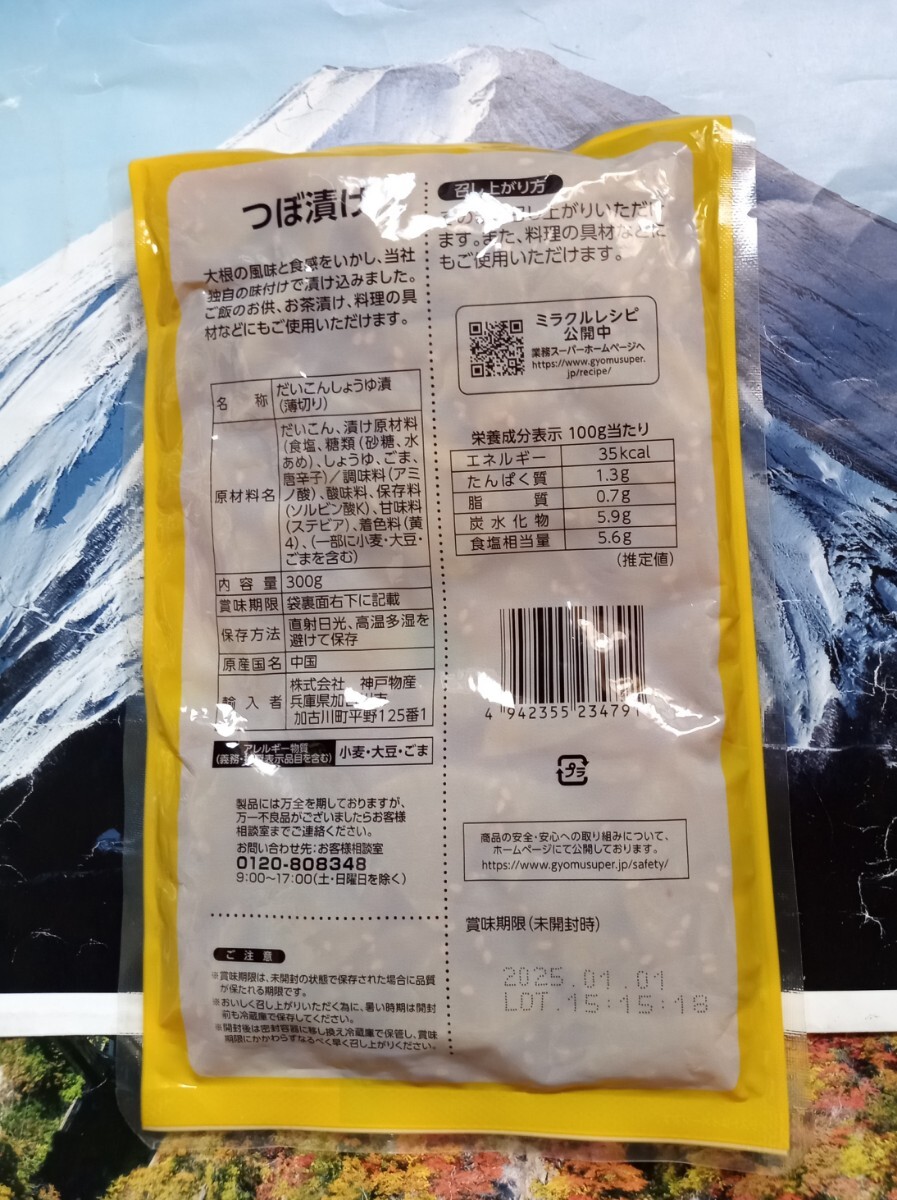 つぼ漬け
大根の風味と食感をいかし、当社
独自の味付けで漬け込みました。
ご飯のお供、お茶漬け、料理の具
材などにもご使用いただけます。
名称 だいこんしょうゆ漬
(薄切り)
原材料名 だいこん、漬け原材料
(食塩、糖類(砂糖、水
あめ)、しょうゆ、ごま、
唐辛子)/調味料(アミ
ノ酸)、酸味料、保存料
(ソルビン酸K)、甘味料
(ステビア)、着色料(黄
4)、(一部に小麦・大豆・
ごまを含む)
内容量 300g
賞味期限 袋裏面右下に記載
保存方法 直射日光、高温多湿を
避けて保存
原産国名 中国
輸入者 株式会社 神戸物産
兵庫県加古川市
加古川町平野125番1
アレルギー物質
(義務・表示品目を含む) 小麦・大豆・ごま
製品には万全を期しておりますが、
万一不良品がございましたらお客様
相談室までご連絡ください。
お問い合わせ先:お客様相談室
0120-808348
9:00~17:00(土・日曜日を除く)
ご注意
※賞味期限は、未開封の状態で保存された場合に品質
が保たれる期限です。
※おいしく召し上がりいただく為に、暑い時期は開封
前も冷蔵庫で保存してください。
※開封後は密封容器に移し換え冷蔵庫で保管し、賞味
期限にかかわらずなるべく早く召し上がりください。
召し上がり方
召し上がりいただけ
ます。また、料理の具材などに
もご使用いただけます。
ミラクルレシピ
公開中
業務スーパーホームページへ
https://www.gyomusuper.
jp/recipe/
栄養成分表示 100g当たり
エネルギー 35kcal
たんぱく質 1.3g
脂質 0.7g
炭水化物 5.9g
食塩相当量 5.6g
(推定値)
4 942355 234791
プラ
商品の安全・安心への取り組みについて、
ホームページにて公開しております。
https://www.gyomusuper.jp/safety/
賞味期限(未開封時)
2025.01.01
LOT.15:15:18